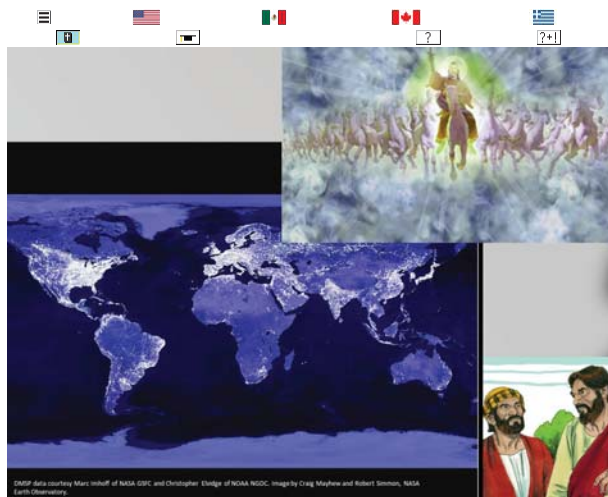 ?
?+!
DMSP data courtesy Marc Imhoff of NASA GSFC and Christopher Elvidge of NOAA NGDC. Image by Craig Mayhew and Robert Simmon, NASA
Earth Observatory.